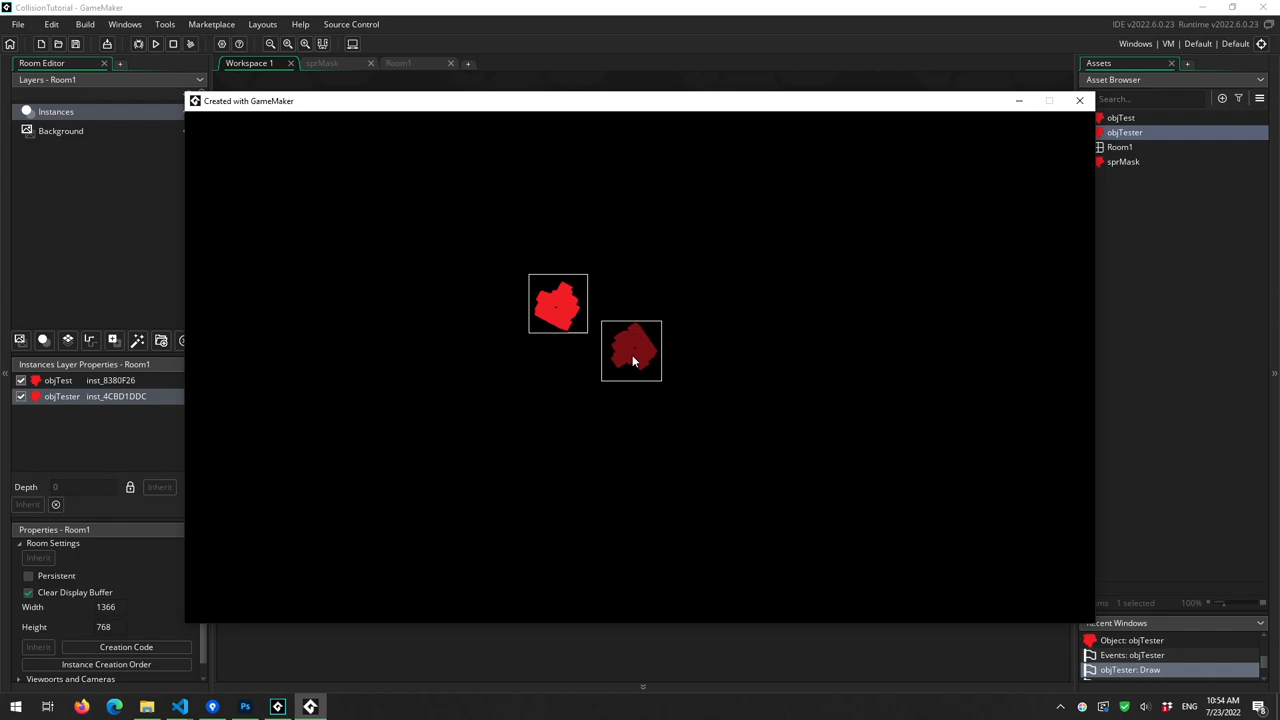 CollisionTutorial - GameMaker
File Edit Build Windows Tools Marketplace Layouts Help Source Control
IDE v2022.6.0.23 Runtime v2022.6.0.23
Windows | VM | Default | Default
Room Editor
Workspace 1 sprMask Room1
Assets
Layers - Room1
Asset Browser
Created with GameMaker
Search...
Instances
Background
objTest
objTester
Room1
sprMask
Instances Layer Properties - Room1
objTest inst_8380F26
objTester inst_4CBD1DDC
Depth 0 Inherit
Inherit
Properties - Room1
Room Settings
Inherit
Persistent
Clear Display Buffer
Width 1366
Height 768
Inherit Creation Code
Instance Creation Order
Viewports and Cameras
1 selected 100%
Recent Windows
Object: objTester
Events: objTester
objTester: Draw
ENG
10:54 AM
7/23/2022
8